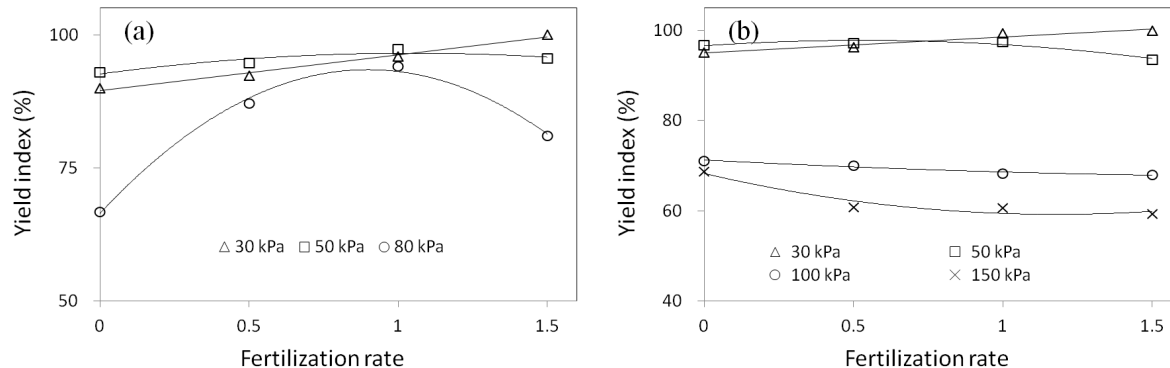 (a)
100
75
50
Yield index (%)
30 kPa 50 kPa 80 kPa
0 0.5 1 1.5
Fertilization rate
(b)
100
80
60
40
Yield index (%)
30 kPa 50 kPa
100 kPa 150 kPa
0 0.5 1 1.5
Fertilization rate